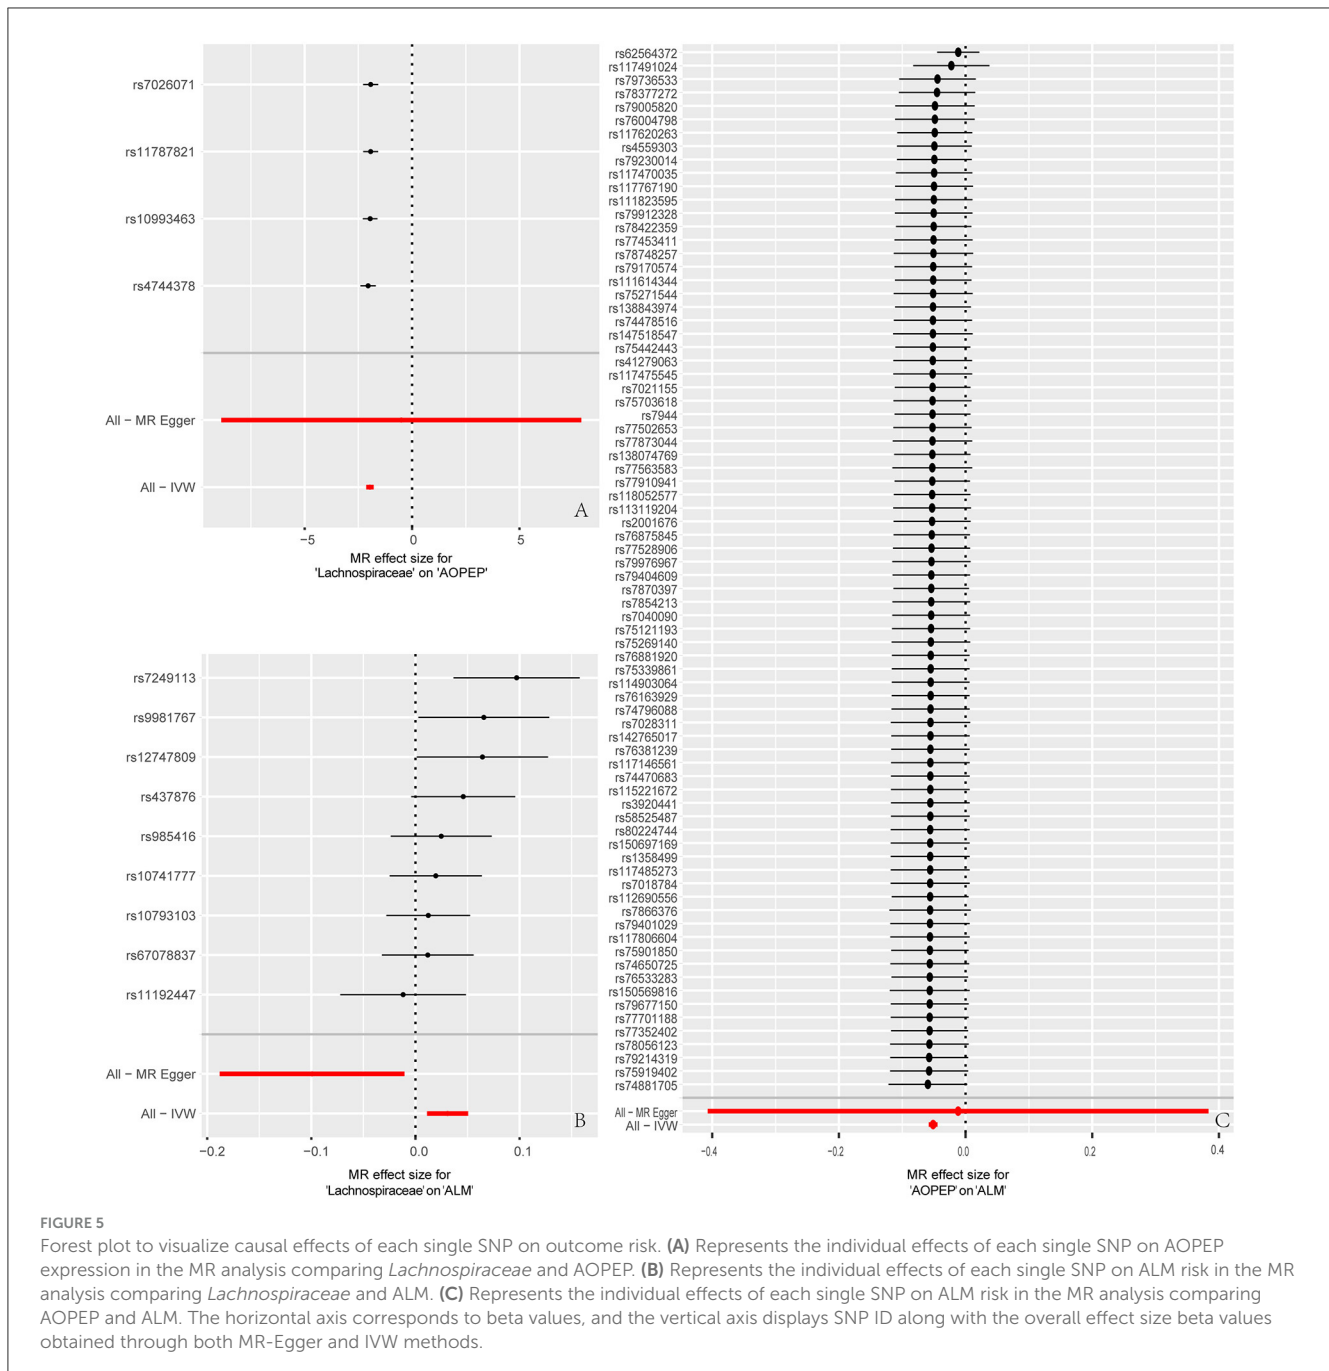 rs7026071
rs11787821
rs10993463
rs4744378
All − MR Egger
All − IVW
A
−5
0
5
MR effect size for
'Lachnospiraceae' on 'AOPEP'
rs7249113
rs9981767
rs12747809
rs437876
rs985416
rs10741777
rs10793103
rs67078837
rs11192447
All − MR Egger
All − IVW
B
−0.2
−0.1
0.0
0.1
MR effect size for
'Lachnospiraceae' on 'ALM'
rs62564372
rs117491024
rs79736533
rs78377272
rs79005820
rs76004798
rs117620263
rs4559303
rs79230014
rs117470035
rs117767190
rs111823595
rs79912328
rs78422359
rs77453411
rs78748257
rs79170574
rs111614344
rs75271544
rs138843974
rs74478516
rs147518547
rs75442443
rs41279063
rs117475545
rs7021155
rs75703618
rs7944
rs77502653
rs77873044
rs138074769
rs77563583
rs77910941
rs118052577
rs113119204
rs2001676
rs76875845
rs77528906
rs79976967
rs79404609
rs7870397
rs7854213
rs7040090
rs75121193
rs75269140
rs76881920
rs75339861
rs114903064
rs76163929
rs74796088
rs7028311
rs142765017
rs76381239
rs117146561
rs74470683
rs115221672
rs3920441
rs58525487
rs80224744
rs150697169
rs1358499
rs117485273
rs7018784
rs112690556
rs7866376
rs79401029
rs117806604
rs75901850
rs74650725
rs76533283
rs150569816
rs79677150
rs77701188
rs77352402
rs78056123
rs79214319
rs75919402
rs74881705
All − MR Egger
All − IVW
C
−0.4
−0.2
0.0
0.2
0.4
MR effect size for
'AOPEP' on 'ALM'
FIGURE 5
Forest plot to visualize causal effects of each single SNP on outcome risk. (A) Represents the individual effects of each single SNP on AOPEP
expression in the MR analysis comparing Lachnospiraceae and AOPEP. (B) Represents the individual effects of each single SNP on ALM risk in the MR
analysis comparing Lachnospiraceae and ALM. (C) Represents the individual effects of each single SNP on ALM risk in the MR analysis comparing
AOPEP and ALM. The horizontal axis corresponds to beta values, and the vertical axis displays SNP ID along with the overall effect size beta values
obtained through both MR-Egger and IVW methods.